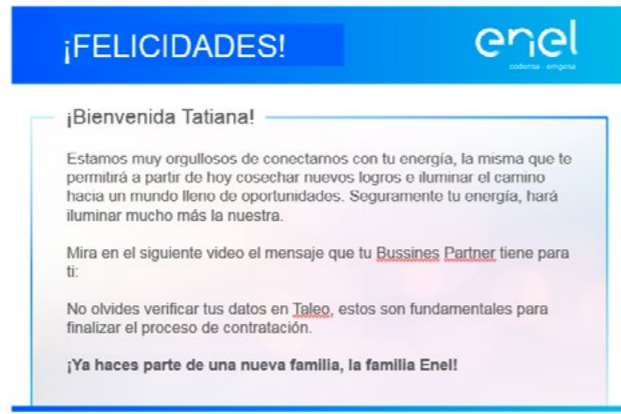 ¡FELICIDADES!
enel
codensa - emgesa
¡Bienvenida Tatiana!
Estamos muy orgullosos de conectarnos con tu energía, la misma que te
permitirá a partir de hoy cosechar nuevos logros e iluminar el camino
hacia un mundo lleno de oportunidades. Seguramente tu energía, hará
iluminar mucho más la nuestra.
Mira en el siguiente video el mensaje que tu Bussines Partner tiene para
ti:
No olvides verificar tus datos en Taleo, estos son fundamentales para
finalizar el proceso de contratación.
¡Ya haces parte de una nueva familia, la familia Enel!